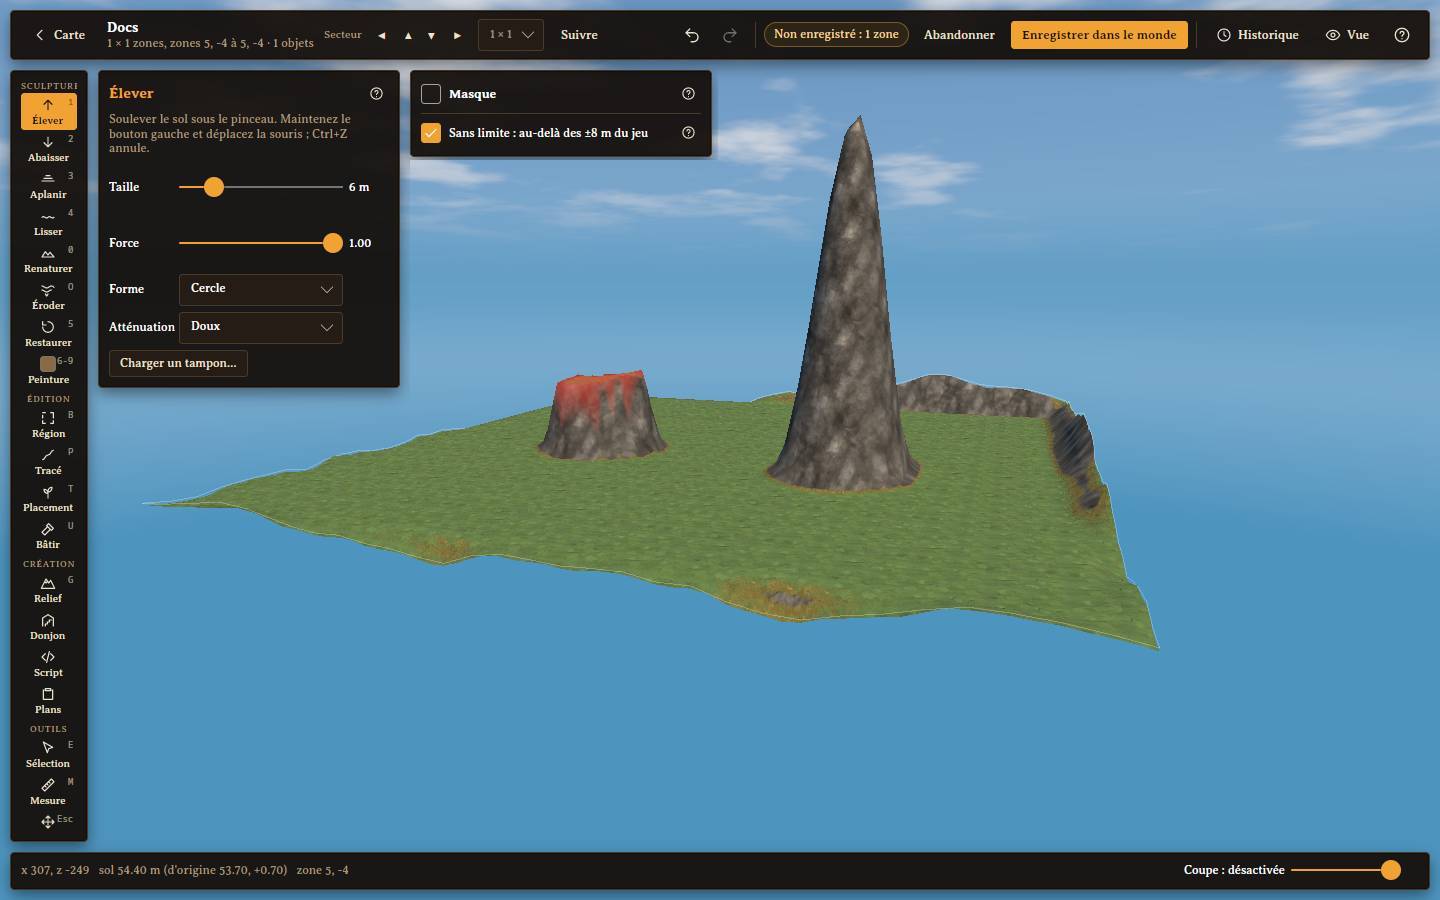 Carte
Docs
1 × 1 zones, zones 5, -4 à 5, -4 · 1 objets
Secteur
1 × 1
Suivre
Non enregistré : 1 zone
Abandonner
Enregistrer dans le monde
Historique
Vue
SCULPTURE
1
Élever
2
Abaisser
3
Aplanir
4
Lisser
0
Renaturer
O
Éroder
5
Restaurer
6-9
Peinture
ÉDITION
B
Région
P
Tracé
T
Placement
U
Bâtir
CRÉATION
G
Relief
Donjon
Script
Plans
OUTILS
E
Sélection
M
Mesure
Esc
Élever
Soulever le sol sous le pinceau. Maintenez le
bouton gauche et déplacez la souris ; Ctrl+Z
annule.
Taille 6 m
Force 1.00
Forme Cercle
Atténuation Doux
Charger un tampon...
Masque
Sans limite : au-delà des ±8 m du jeu
x 307, z -249 sol 54.40 m (d'origine 53.70, +0.70) zone 5, -4
Coupe : désactivée